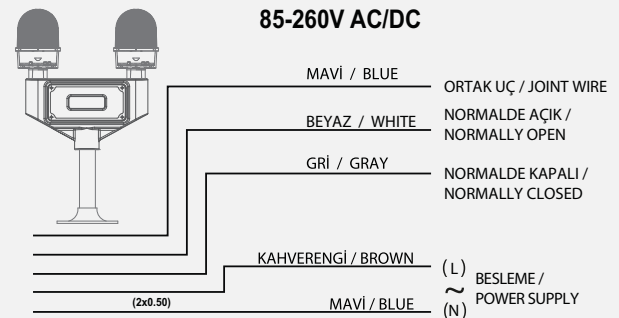 85-260V AC/DC
MAVİ / BLUE
ORTAK UÇ / JOINT WIRE
BEYAZ / WHITE
NORMALDE AÇIK /
NORMALLY OPEN
GRİ / GRAY
NORMALDE KAPALI /
NORMALLY CLOSED
KAHVERENGİ / BROWN
(L)
BESLEME /
~
POWER SUPPLY
(2x0.50)
MAVİ / BLUE
(N)